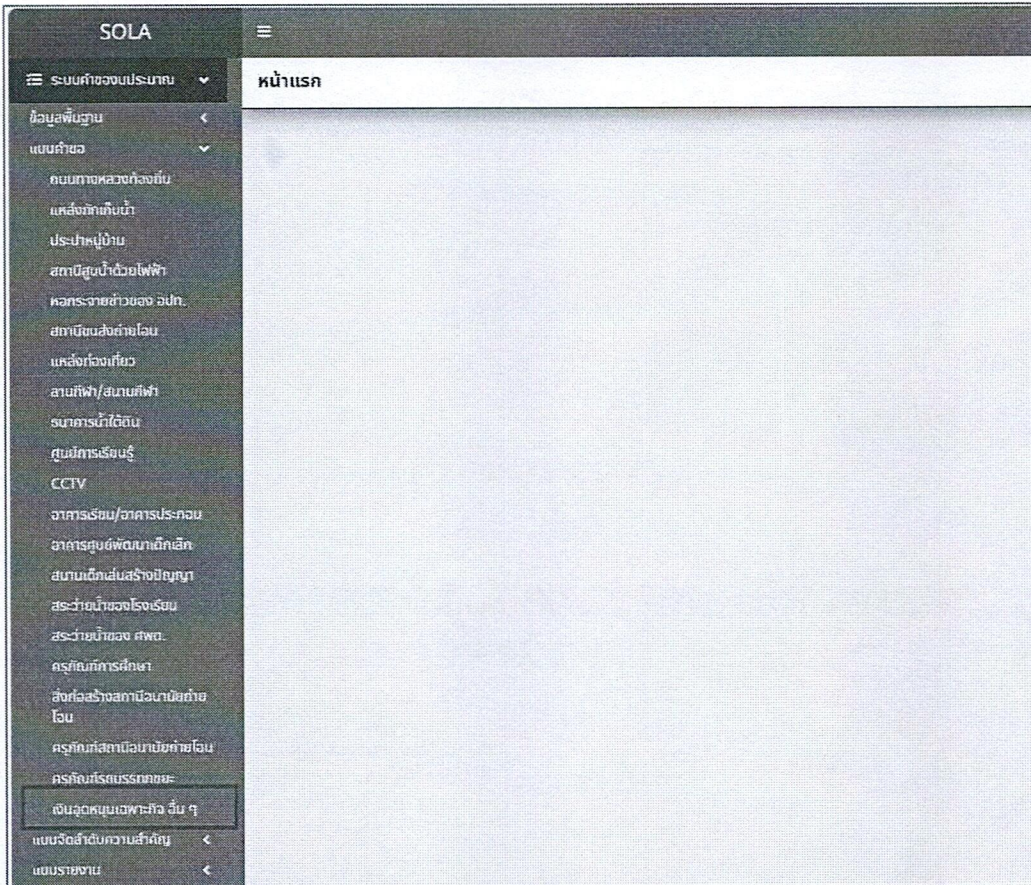 SOLA
ระบบคำของบประมาณ
หน้าแรก
ข้อมูลพื้นฐาน
แบบคำขอ
ถนนทางหลวงท้องถิ่น
แหล่งกักเก็บน้ำ
ประปาหมู่บ้าน
สถานีสูบน้ำด้วยไฟฟ้า
หอกระจายข่าวของ อปท.
สถานีขนส่งถ่ายโอน
แหล่งท่องเที่ยว
ลานกีฬา/สนามกีฬา
ธนาคารน้ำใต้ดิน
ศูนย์การเรียนรู้
CCTV
อาคารเรียน/อาคารประกอบ
อาคารศูนย์พัฒนาเด็กเล็ก
สนามเด็กเล่นสร้างปัญญา
สระว่ายน้ำของโรงเรียน
สระว่ายน้ำของ ศพด.
ครุภัณฑ์การศึกษา
สิ่งก่อสร้างสถานีอนามัยถ่าย
โอน
ครุภัณฑ์สถานีอนามัยถ่ายโอน
ครุภัณฑ์รถบรรทุกขยะ
เงินอุดหนุนเฉพาะกิจ อื่น ๆ
แบบจัดลำดับความสำคัญ
แบบรายงาน